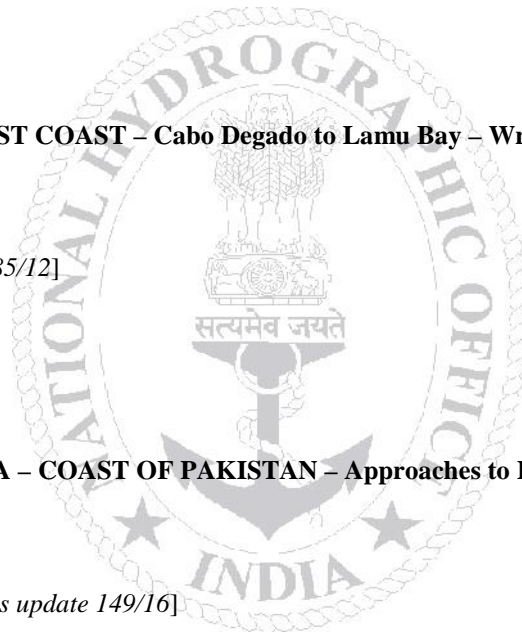 ST COAST – Cabo Degado to Lamu Bay – Wr
35/12]
A – COAST OF PAKISTAN – Approaches to
s update 149/16]
NATIONAL HYDROGRAPHIC OFFICE
सत्यमेव जयते
INDIA